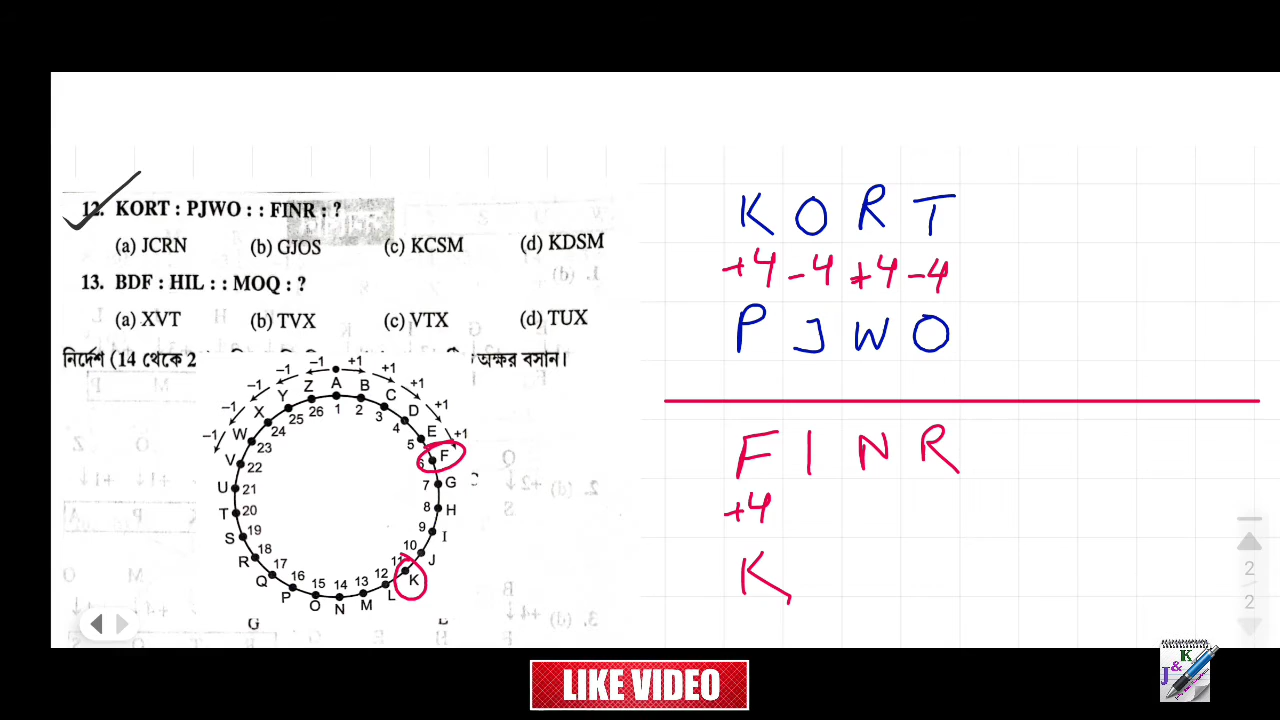 12. KORT : PJWO : : FINR : ?
(a) JCRN (b) GJOS (c) KCSM (d) KDSM
13. BDF : HIL : : MOQ : ?
(a) XVT (b) TVX (c) VTX (d) TUX
নির্দেশ (14 থেকে 2 অক্ষর বসান।
-1 -1 -1 -1 -1 +1 +1 +1 +1 +1
A B C D E F G H I J K L M N O P Q R S T U V W X Y Z
1 2 3 4 5 6 7 8 9 10 11 12 13 14 15 16 17 18 19 20 21 22 23 24 25 26
K O R T
+4 -4 +4 -4
P J W O
F I N R
+4
K
2
2
LIKE VIDEO
J&K